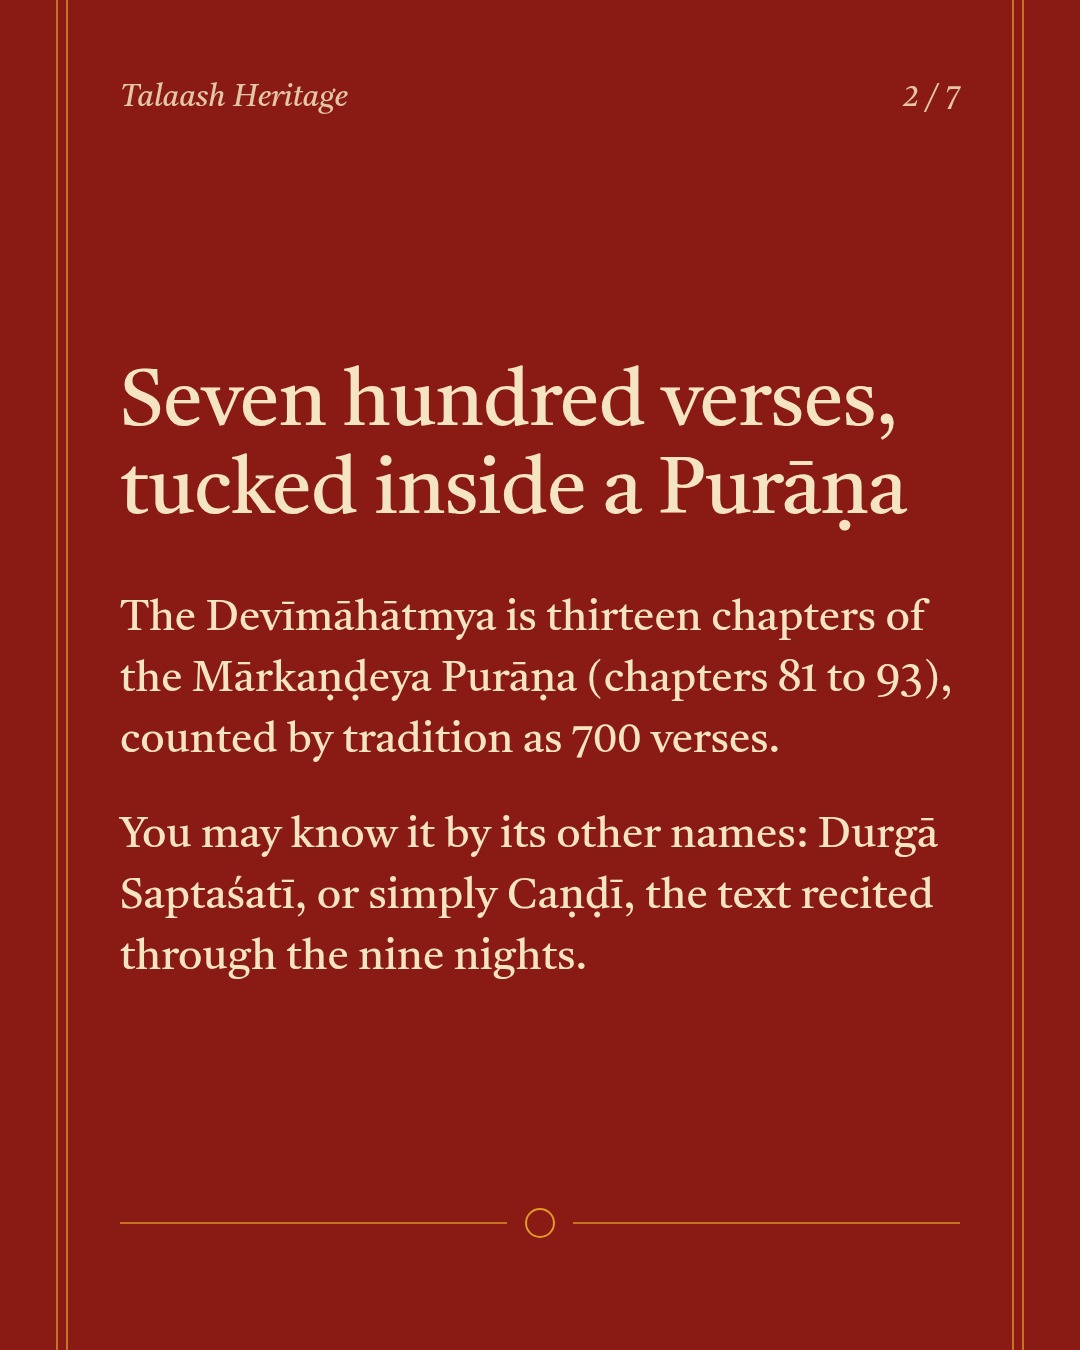 Talaash Heritage
2 / 7
Seven hundred verses,
tucked inside a Purāṇa
The Devīmāhātmya is thirteen chapters of
the Mārkaṇḍeya Purāṇa (chapters 81 to 93),
counted by tradition as 700 verses.
You may know it by its other names: Durgā
Saptaśatī, or simply Caṇḍī, the text recited
through the nine nights.